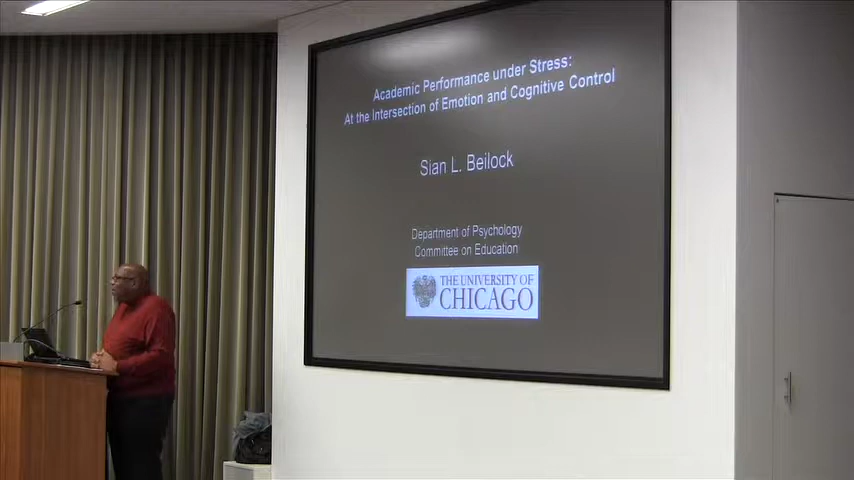 Academic Performance under Stress:
At the Intersection of Emotion and Cognitive Control
Sian L. Beilock
Department of Psychology
Committee on Education
THE UNIVERSITY OF
CHICAGO